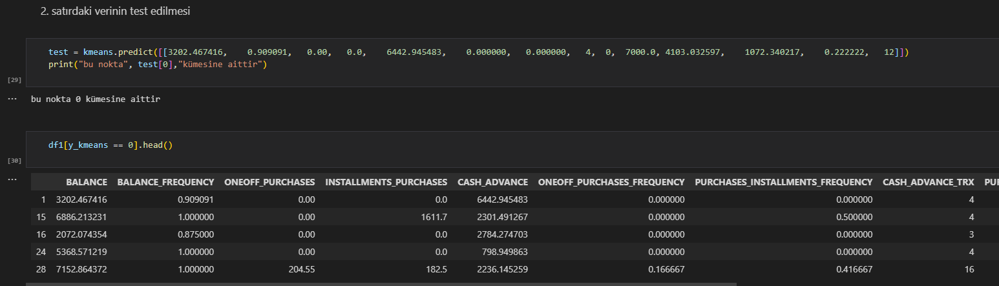 2. satırdaki verinin test edilmesi
test = kmeans.predict([[3202.467416, 0.909091, 0.00, 0.0, 6442.945483, 0.000000, 0.000000, 4, 0, 7000.0, 4103.032597, 1072.340217, 0.222222, 12]])
print("bu nokta", test[0],"kümesine aittir")
[29]
... bu nokta 0 kümesine aittir
df1[y_kmeans == 0].head()
[30]
...
BALANCE BALANCE_FREQUENCY ONEOFF_PURCHASES INSTALLMENTS_PURCHASES CASH_ADVANCE ONEOFF_PURCHASES_FREQUENCY PURCHASES_INSTALLMENTS_FREQUENCY CASH_ADVANCE_TRX PUR
1 3202.467416 0.909091 0.00 0.0 6442.945483 0.000000 0.000000 4
15 6886.213231 1.000000 0.00 1611.7 2301.491267 0.000000 0.500000 4
16 2072.074354 0.875000 0.00 0.0 2784.274703 0.000000 0.000000 3
24 5368.571219 1.000000 0.00 0.0 798.949863 0.000000 0.000000 4
28 7152.864372 1.000000 204.55 182.5 2236.145259 0.166667 0.416667 16